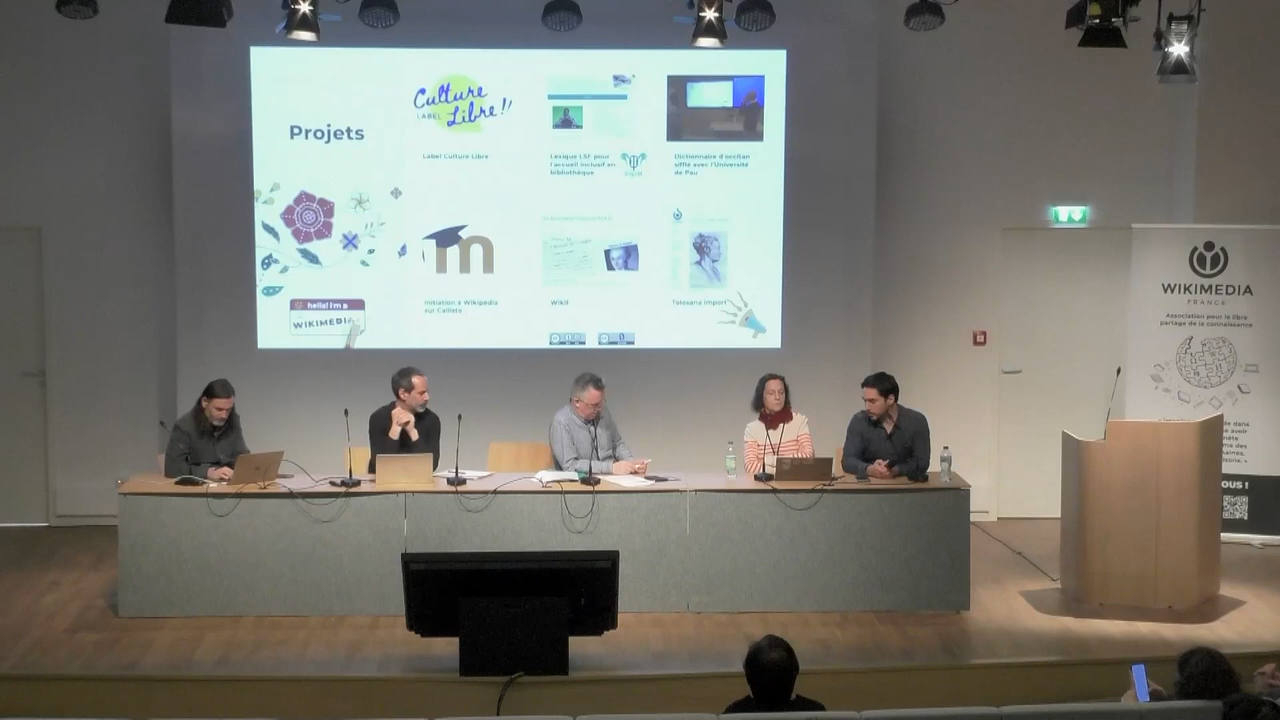 Projets
Culture
LABEL Libre!!
Label Culture Libre
Lexique LSF pour
l'accueil inclusif en
bibliothèque
Dictionnaire d'occitan
sifflé avec l'Université
de Pau
m
Initiation à Wikipédia
sur Callisto
Wikif
Tolosana import
hello! i'm a
WIKIMEDIA
WIKIMEDIA
FRANCE
Association pour le libre
partage de la connaissance
OUS !